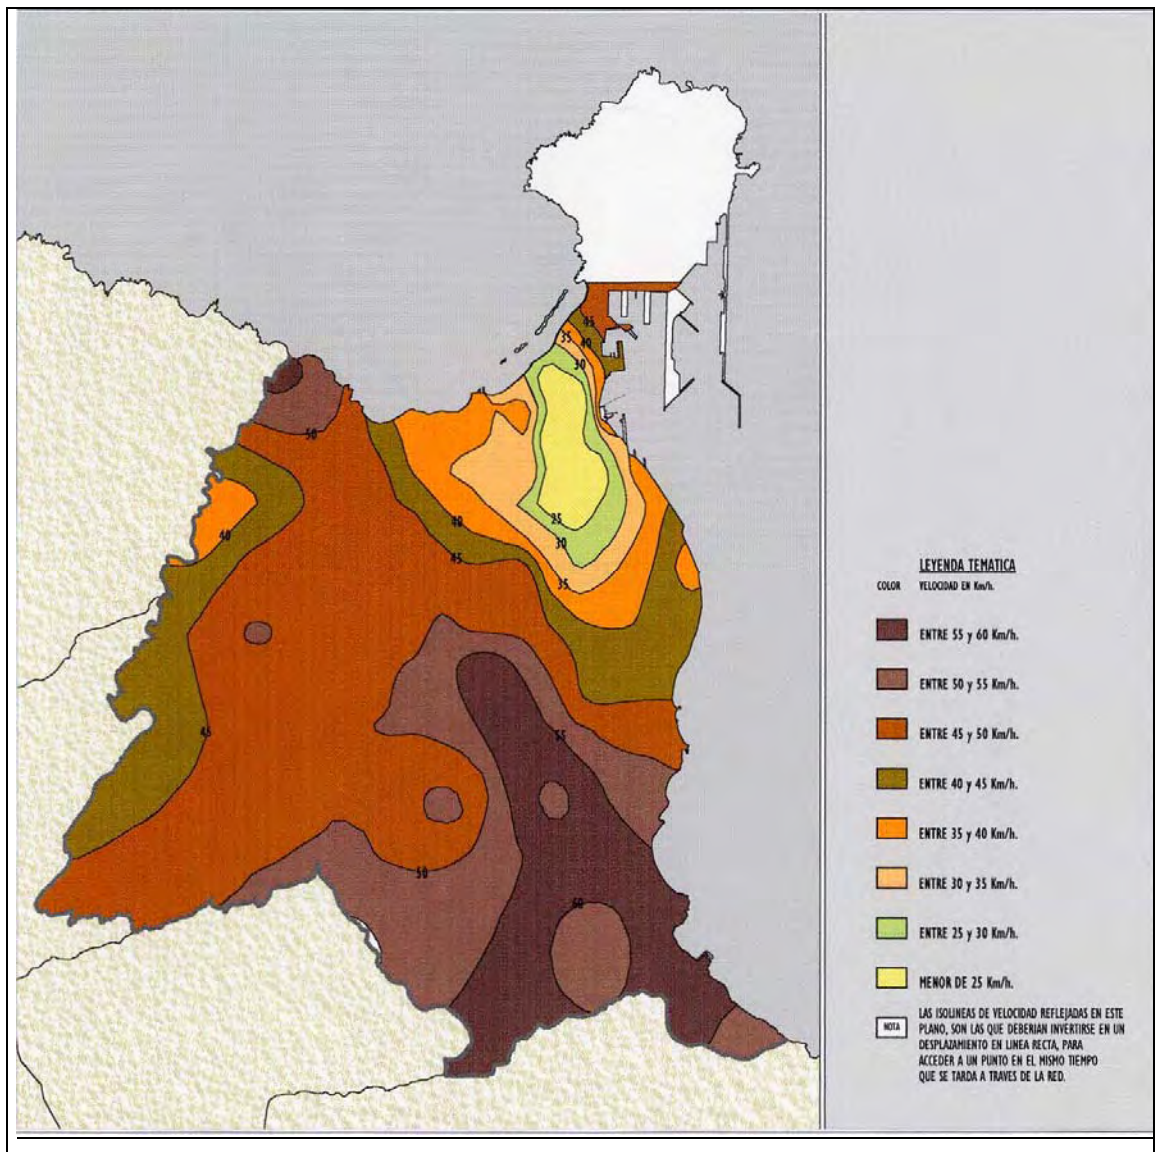 45
35
40
30
50
25
40
40
30
45
35
45
55
50
60
LEYENDA TEMATICA
COLOR VELOCIDAD EN Km/h.
ENTRE 55 y 60 Km/h.
ENTRE 50 y 55 Km/h.
ENTRE 45 y 50 Km/h.
ENTRE 40 y 45 Km/h.
ENTRE 35 y 40 Km/h.
ENTRE 30 y 35 Km/h.
ENTRE 25 y 30 Km/h.
MENOR DE 25 Km/h.
NOTA
LAS ISOLINEAS DE VELOCIDAD REFLEJADAS EN ESTE
PLANO, SON LAS QUE DEBERIAN INVERTIRSE EN UN
DESPLAZAMIENTO EN LINEA RECTA, PARA
ACCEDER A UN PUNTO EN EL MISMO TIEMPO
QUE SE TARDA A TRAVES DE LA RED.